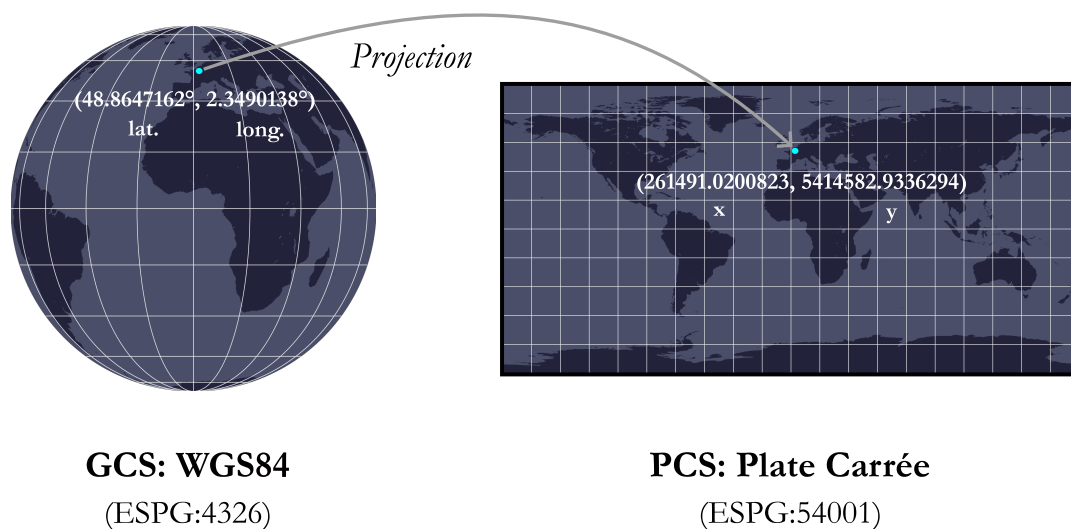 Projection
(48.8647162°, 2.3490138°)
lat. long.
(261491.0200823, 5414582.9336294)
x y
GCS: WGS84
(ESPG:4326)
PCS: Plate Carrée
(ESPG:54001)